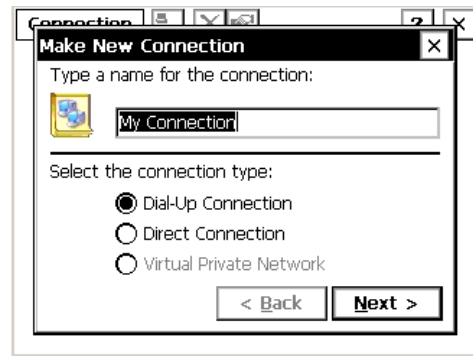 Connection ? ×
Make New Connection ×
Type a name for the connection:
My Connection
Select the connection type:
Dial-Up Connection
Direct Connection
Virtual Private Network
< Back Next >